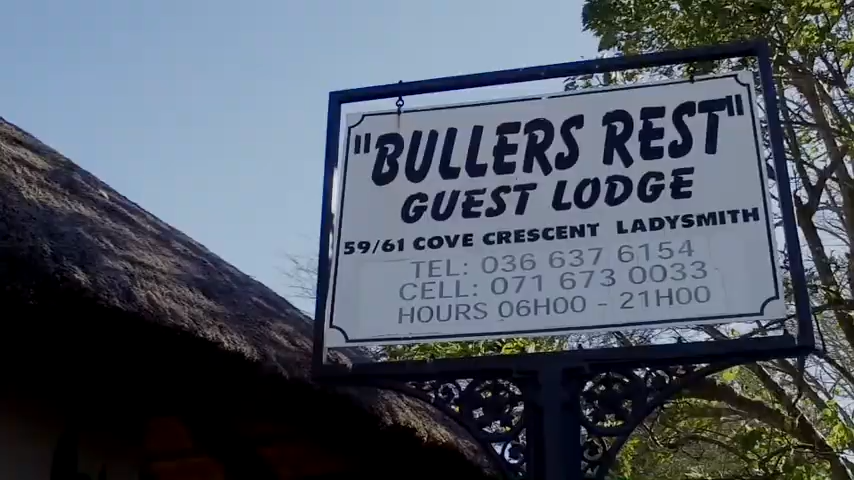 "BULLERS REST"
GUEST LODGE
59/61 COVE CRESCENT LADYSMITH
TEL: 036 637 6154
CELL: 071 973 0033
HOURS 06H00 - 21H00